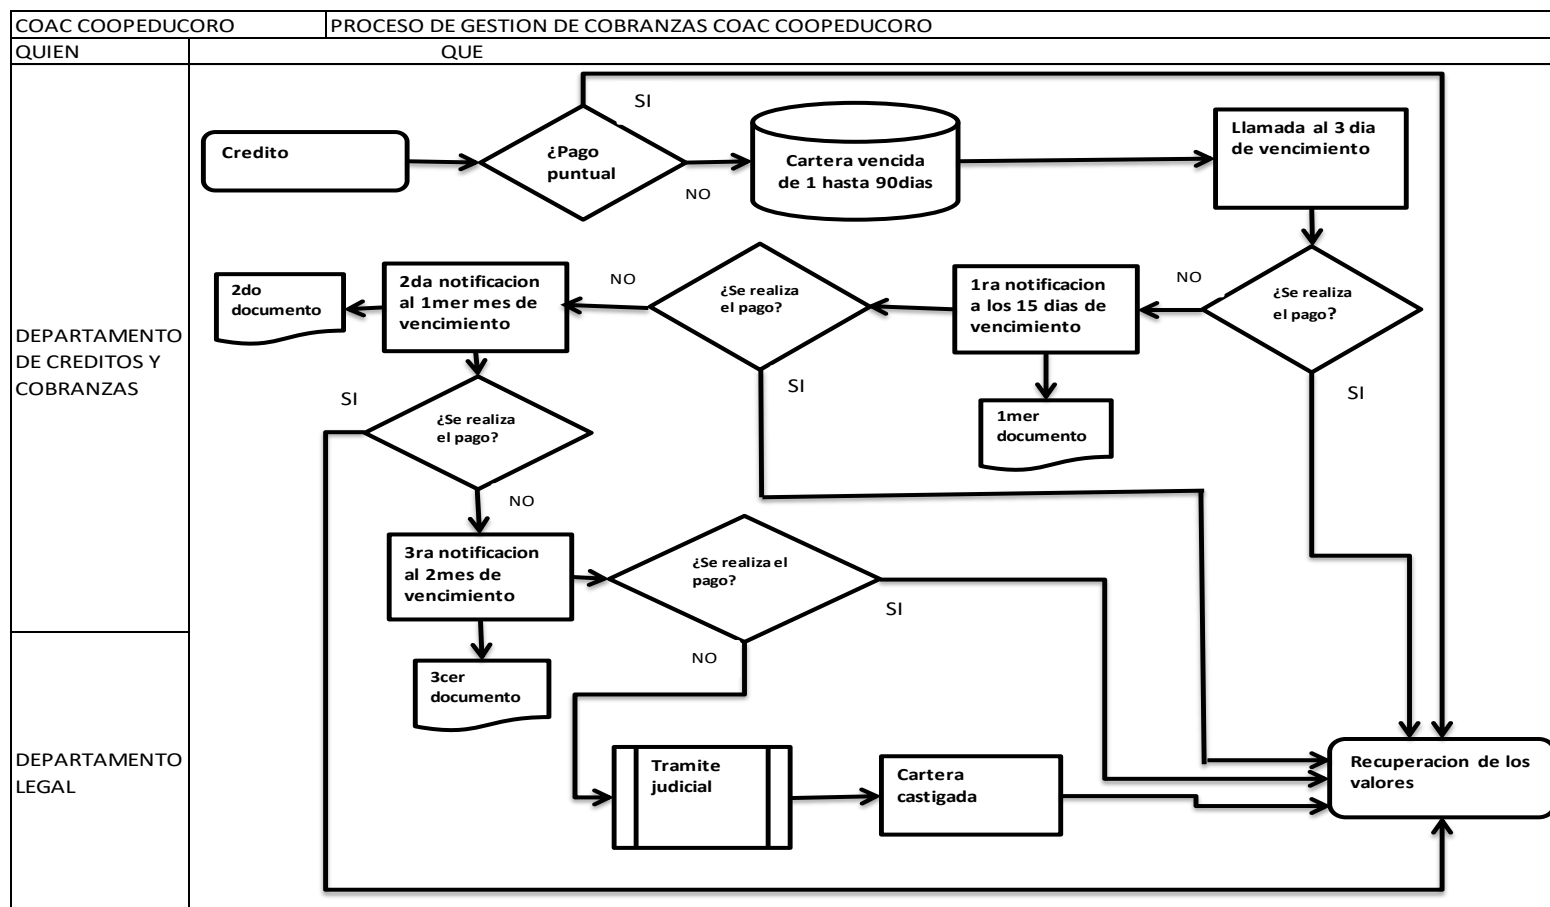 COAC COOPEDUCORO
PROCESO DE GESTION DE COBRANZAS COAC COOPEDUCORO
QUIEN
QUE
DEPARTAMENTO
DE CREDITOS Y
COBRANZAS
Credito
¿Pago
puntual
SI
NO
Cartera vencida
de 1 hasta 90dias
Llamada al 3 dia
de vencimiento
¿Se realiza
el pago?
NO
SI
1ra notificacion
a los 15 dias de
vencimiento
1mer
documento
¿Se realiza
el pago?
NO
SI
2da notificacion
al 1mer mes de
vencimiento
2do
documento
¿Se realiza
el pago?
SI
NO
3ra notificacion
al 2mes de
vencimiento
¿Se realiza el
pago?
SI
NO
3cer
documento
DEPARTAMENTO
LEGAL
Tramite
judicial
Cartera
castigada
Recuperacion de los
valores